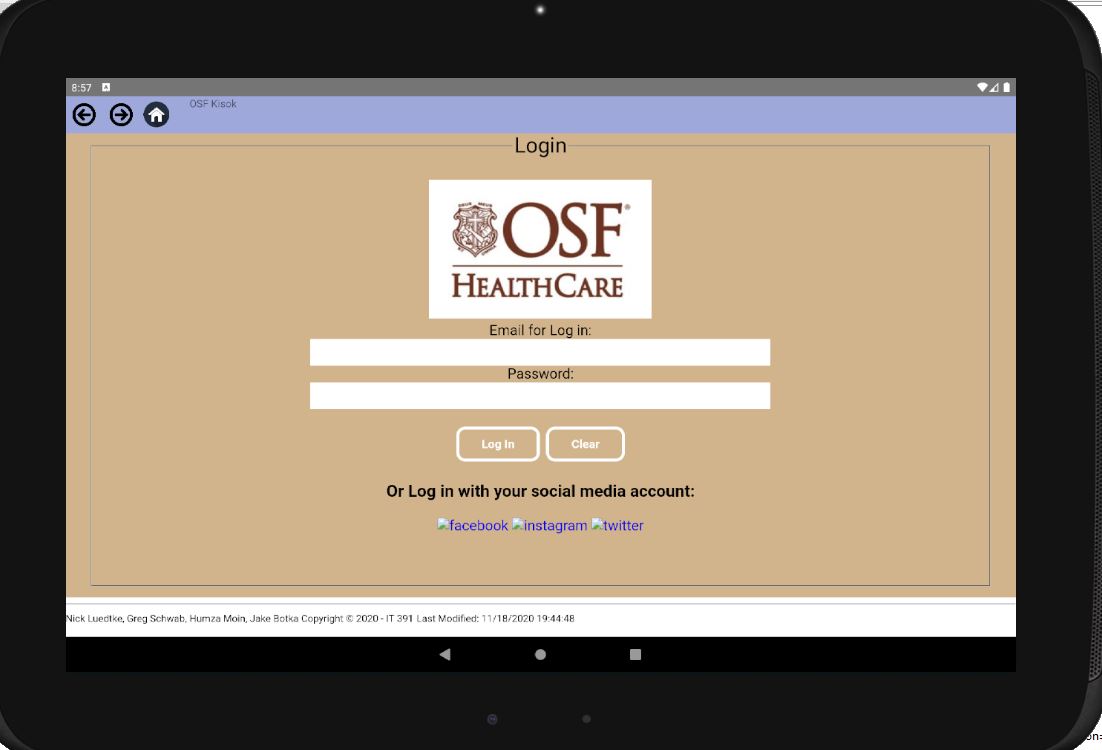 8:57
OSF Kisok
Login
DEUS MEUS
OSF®
HEALTHCARE
Email for Log in:
Password:
Log In Clear
Or Log in with your social media account:
facebook instagram twitter
Nick Luedtke, Greg Schwab, Humza Moin, Jake Botka Copyright © 2020 - IT 391 Last Modified: 11/18/2020 19:44:48